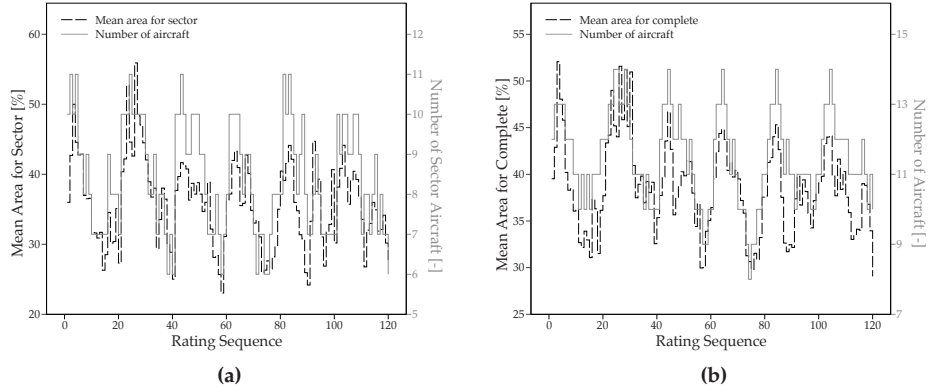 Mean area for sector
Number of aircraft
Mean Area for Sector [%]
60
50
40
30
20
12
11
10
9
8
7
6
5
Number of Sector Aircraft [-]
0 20 40 60 80 100 120
Rating Sequence
(a)
Mean area for complete
Number of aircraft
Mean Area for Complete [%]
55
50
45
40
35
30
25
15
13
11
9
7
Number of Aircraft [-]
0 20 40 60 80 100 120
Rating Sequence
(b)